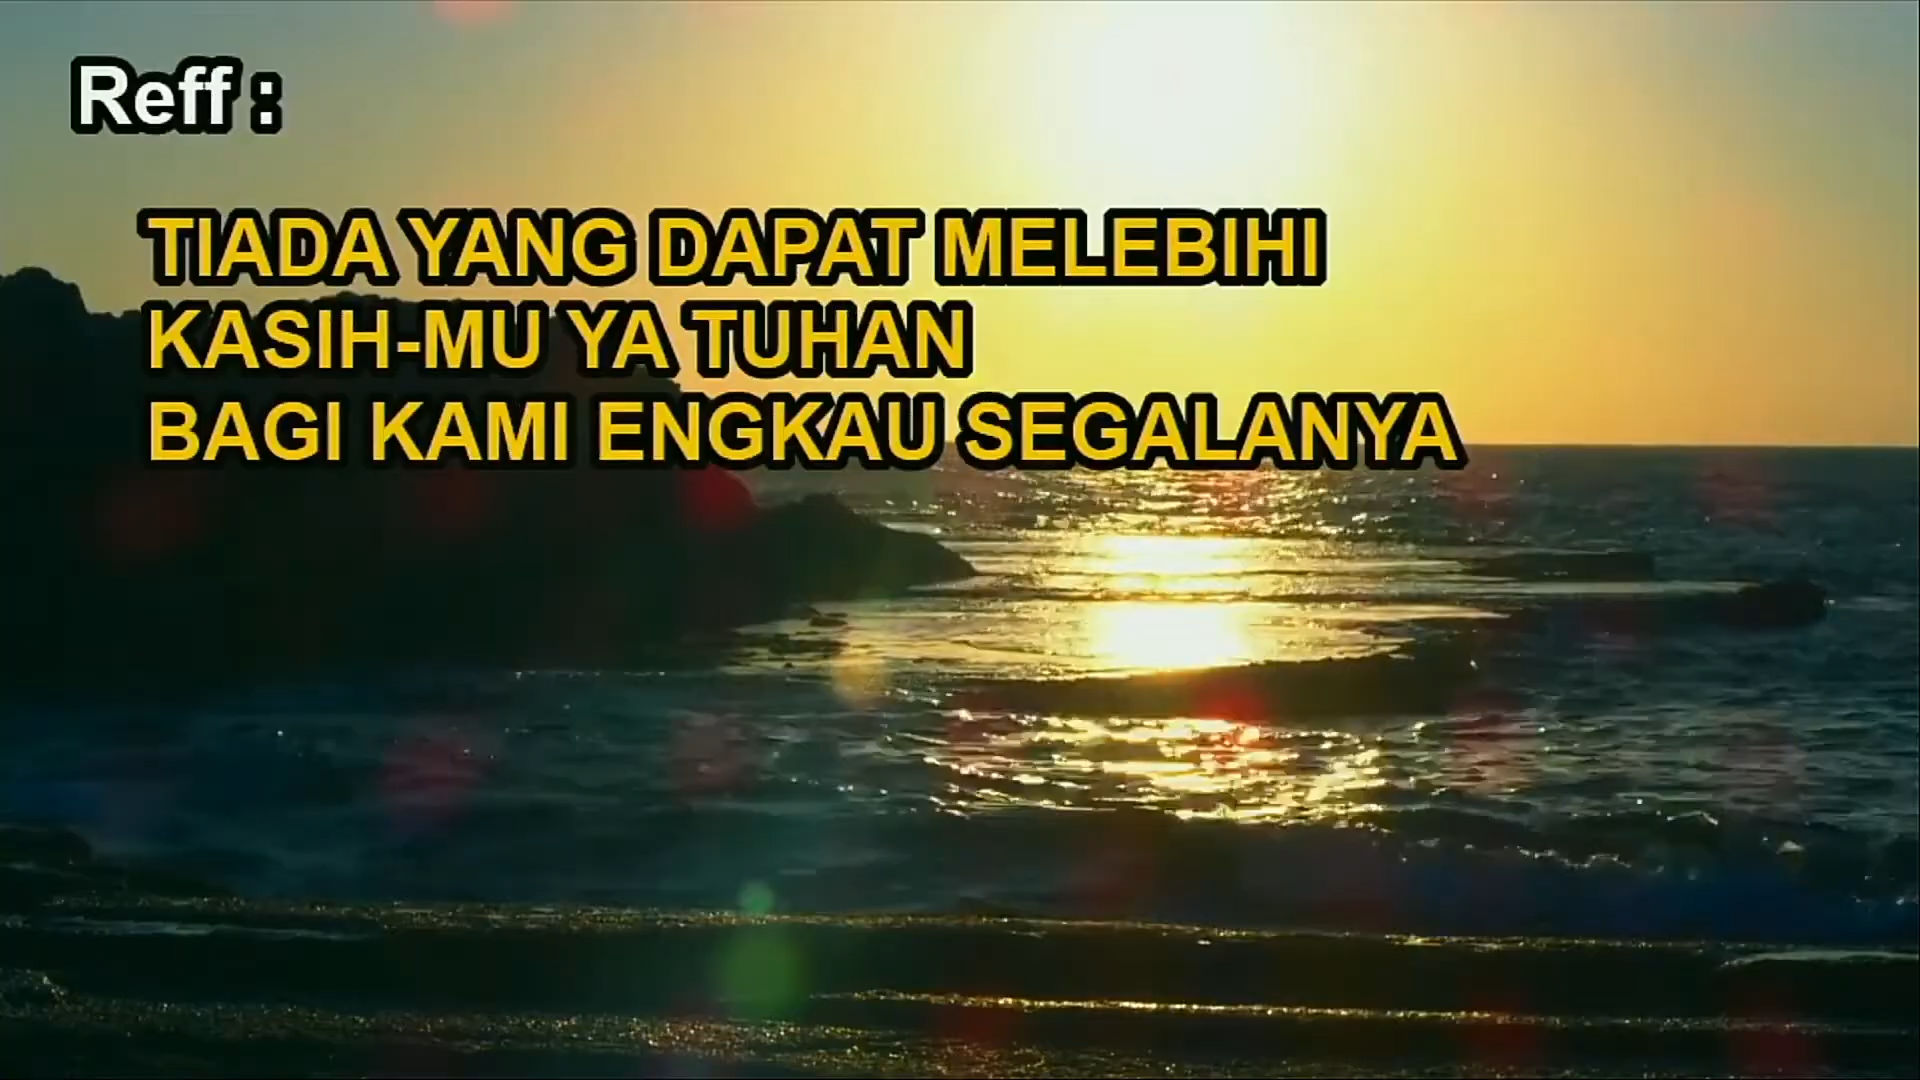 Reff :
TIADA YANG DAPAT MELEBIHI
KASIH-MU YA TUHAN
BAGI KAMI ENGKAU SEGALANYA